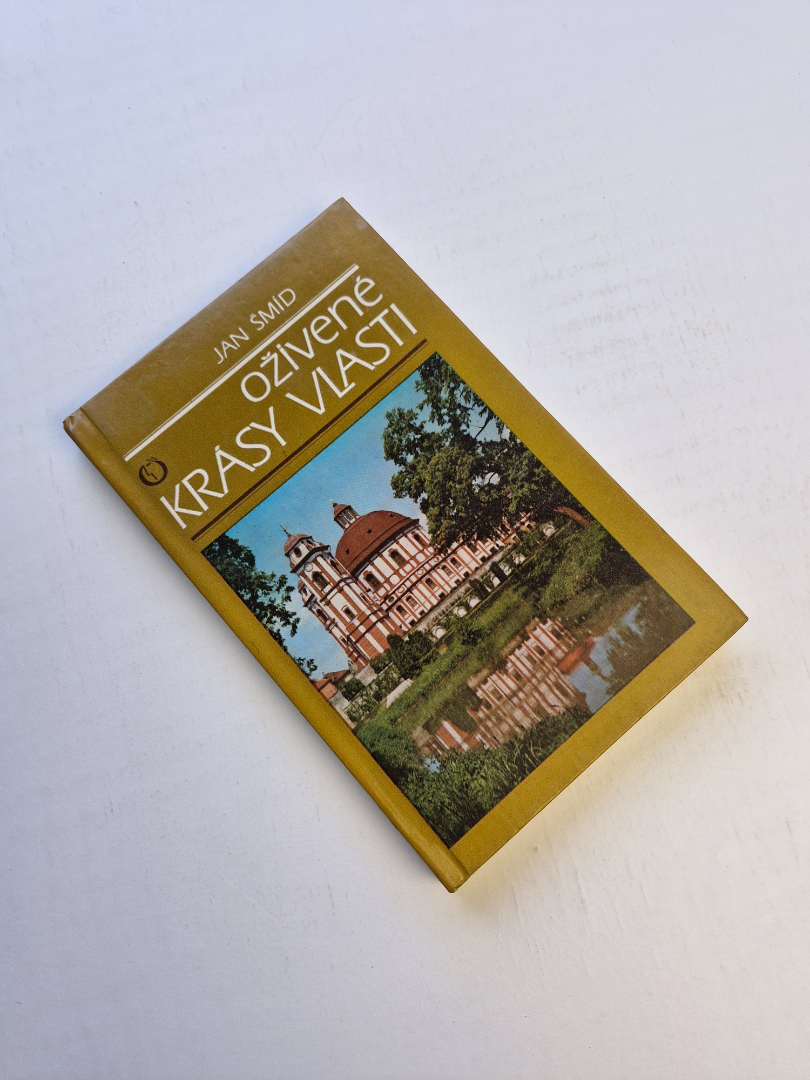 JAN ŠMÍD
oživené
KRÁSY VLASTI